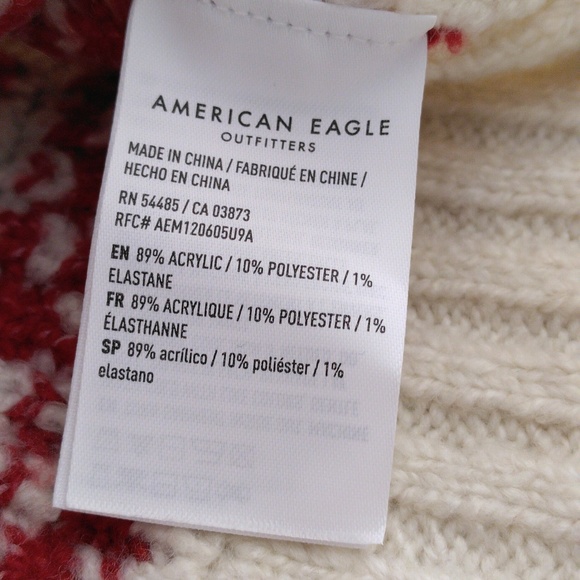 AMERICAN EAGLE
OUTFITTERS
MADE IN CHINA / FABRIQUÉ EN CHINE /
HECHO EN CHINA
RN 54485 / CA 03873
RFC# AEM120605U9A
EN 89% ACRYLIC / 10% POLYESTER / 1%
ELASTANE
FR 89% ACRYLIQUE / 10% POLYESTER / 1%
ÉLASTHANNE
SP 89% acrílico / 10% poliéster / 1%
elastano